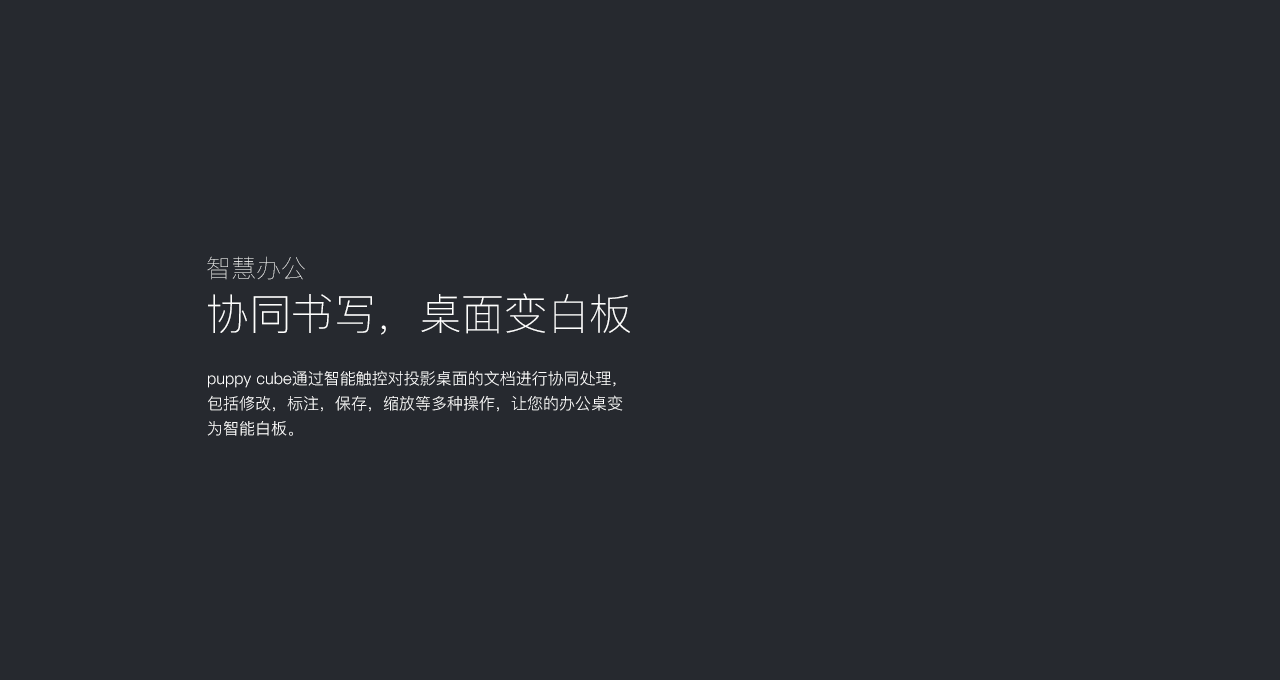 智慧办公
协同书写，桌面变白板
puppy cube通过智能触控对投影桌面的文档进行协同处理，
包括修改，标注，保存，缩放等多种操作，让您的办公桌变
为智能白板。